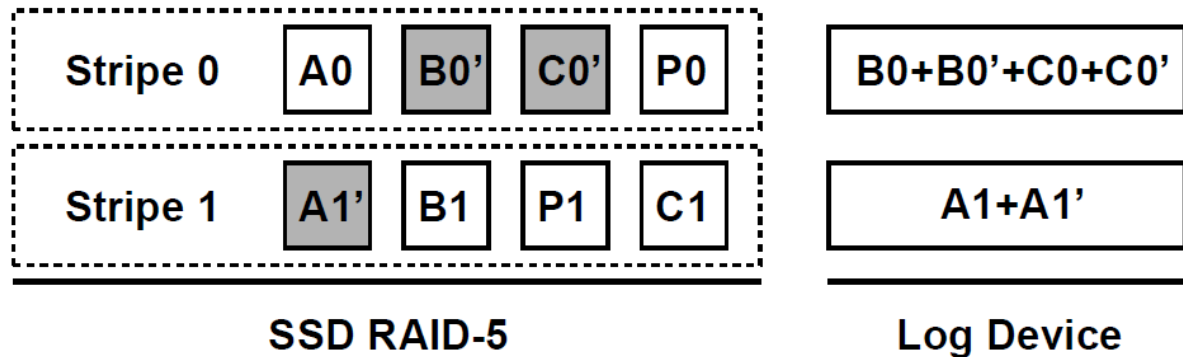 Stripe 0 A0 B0’ C0’ P0 B0+B0’+C0+C0’
Stripe 1 A1’ B1 P1 C1 A1+A1’
SSD RAID-5 Log Device